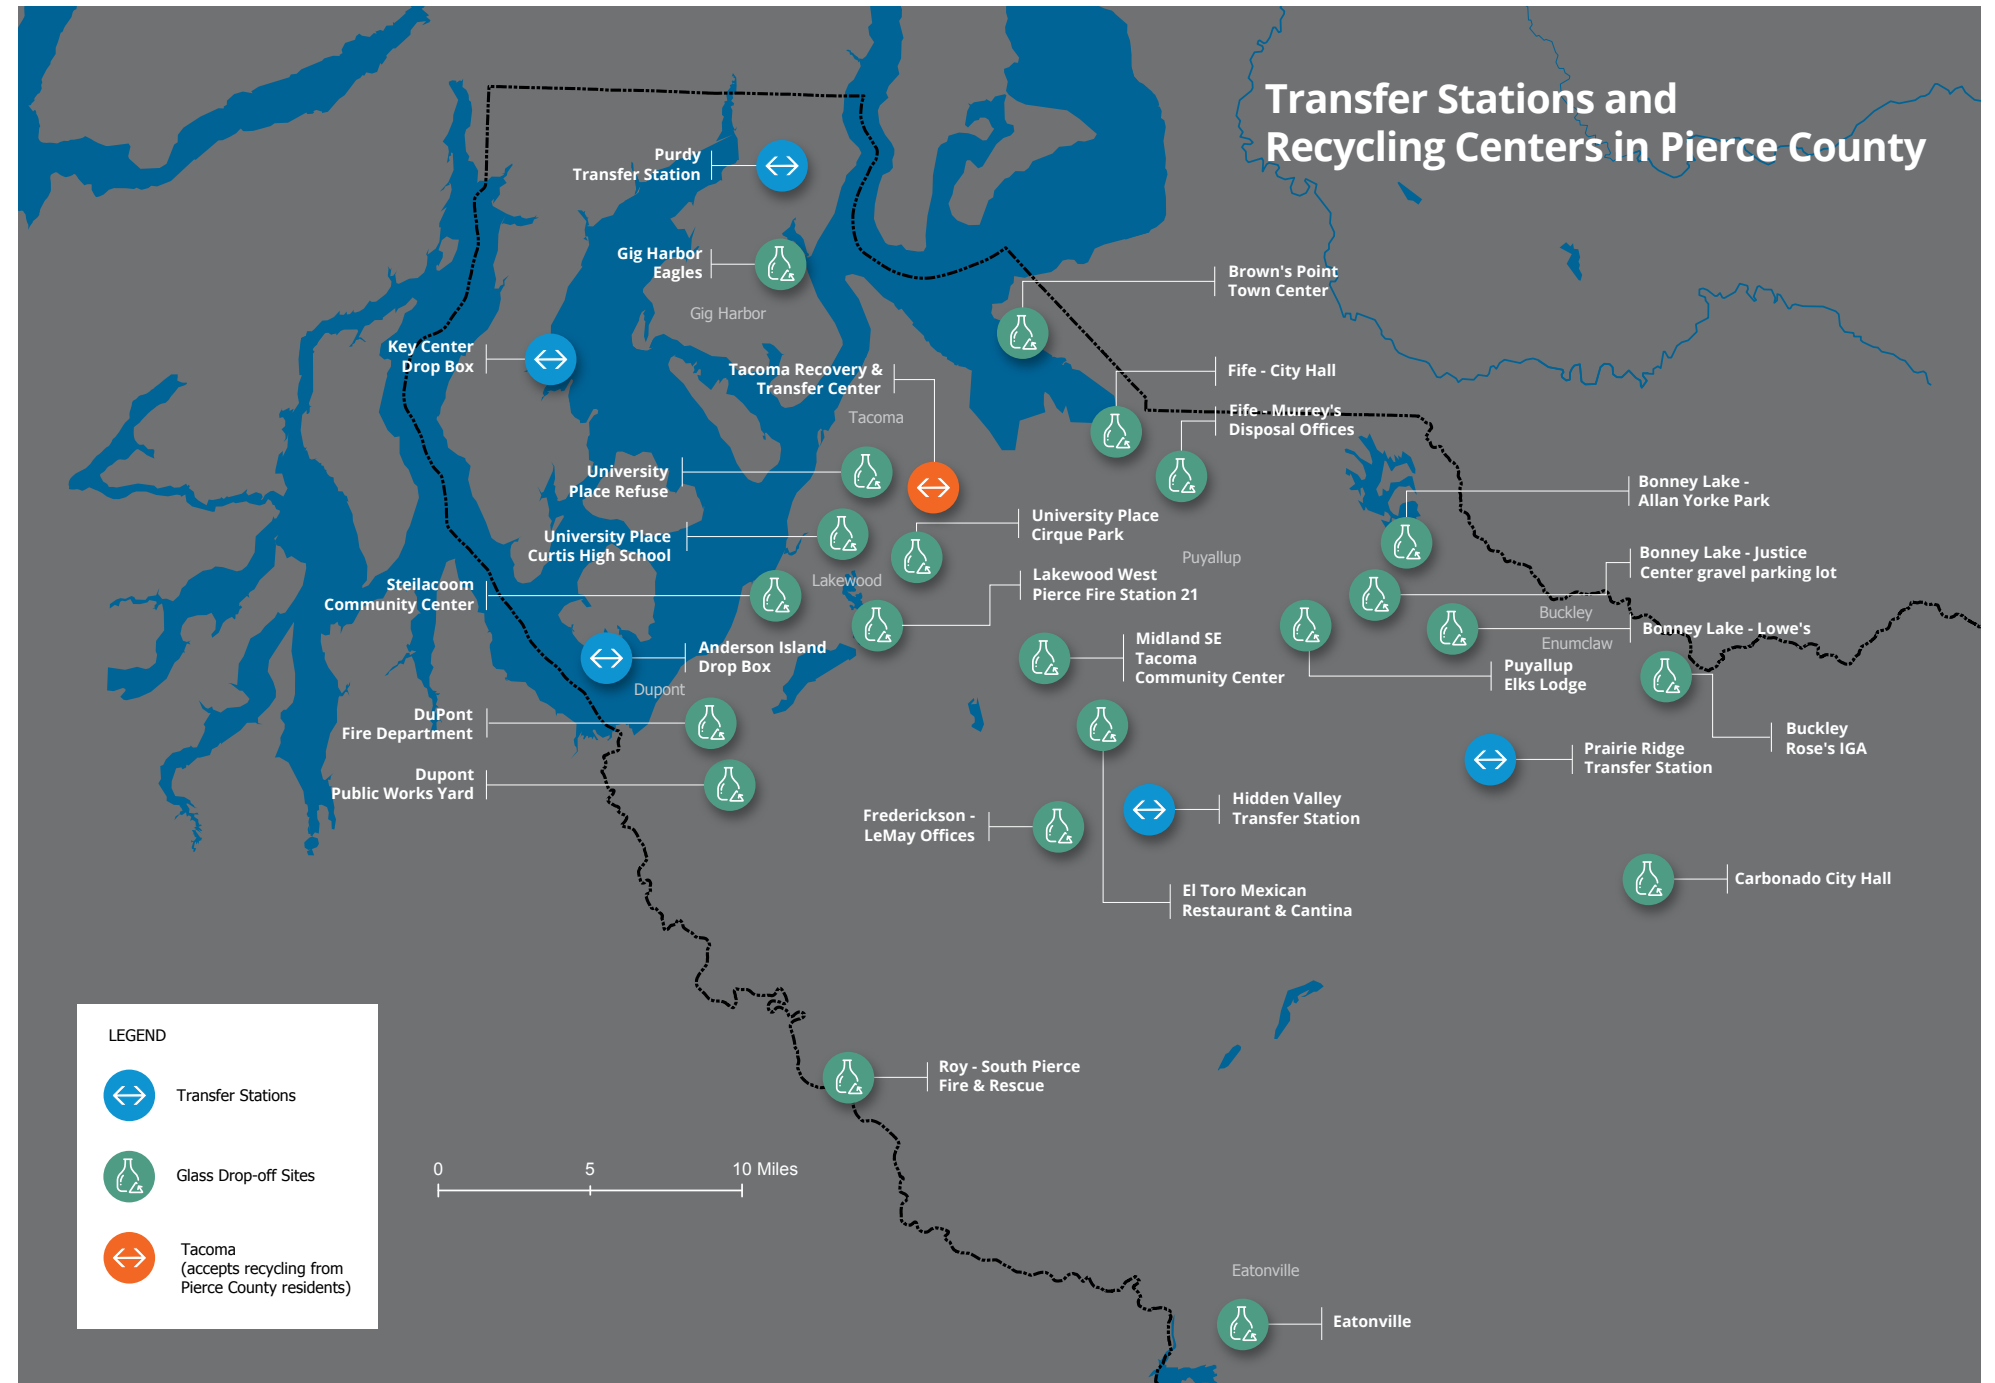 Transfer Stations and
Recycling Centers in Pierce County
Purdy
Transfer Station
Gig Harbor
Eagles
Gig Harbor
Brown's Point
Town Center
Key Center
Drop Box
Tacoma Recovery &
Transfer Center
Tacoma
Fife - City Hall
Fife - Murrey's
Disposal Offices
University
Place Refuse
Bonney Lake -
Allan Yorke Park
University Place
Cirque Park
University Place
Curtis High School
Puyallup
Bonney Lake - Justice
Center gravel parking lot
Steilacoom
Community Center
Lakewood
Lakewood West
Pierce Fire Station 21
Buckley
Bonney Lake - Lowe's
Enumclaw
Anderson Island
Drop Box
Midland SE
Tacoma
Community Center
Puyallup
Elks Lodge
Dupont
DuPont
Fire Department
Buckley
Rose's IGA
Prairie Ridge
Transfer Station
Dupont
Public Works Yard
Hidden Valley
Transfer Station
Frederickson -
LeMay Offices
El Toro Mexican
Restaurant & Cantina
Carbonado City Hall
LEGEND
Transfer Stations
Glass Drop-off Sites
Tacoma
(accepts recycling from
Pierce County residents)
Roy - South Pierce
Fire & Rescue
0 5 10 Miles
Eatonville
Eatonville